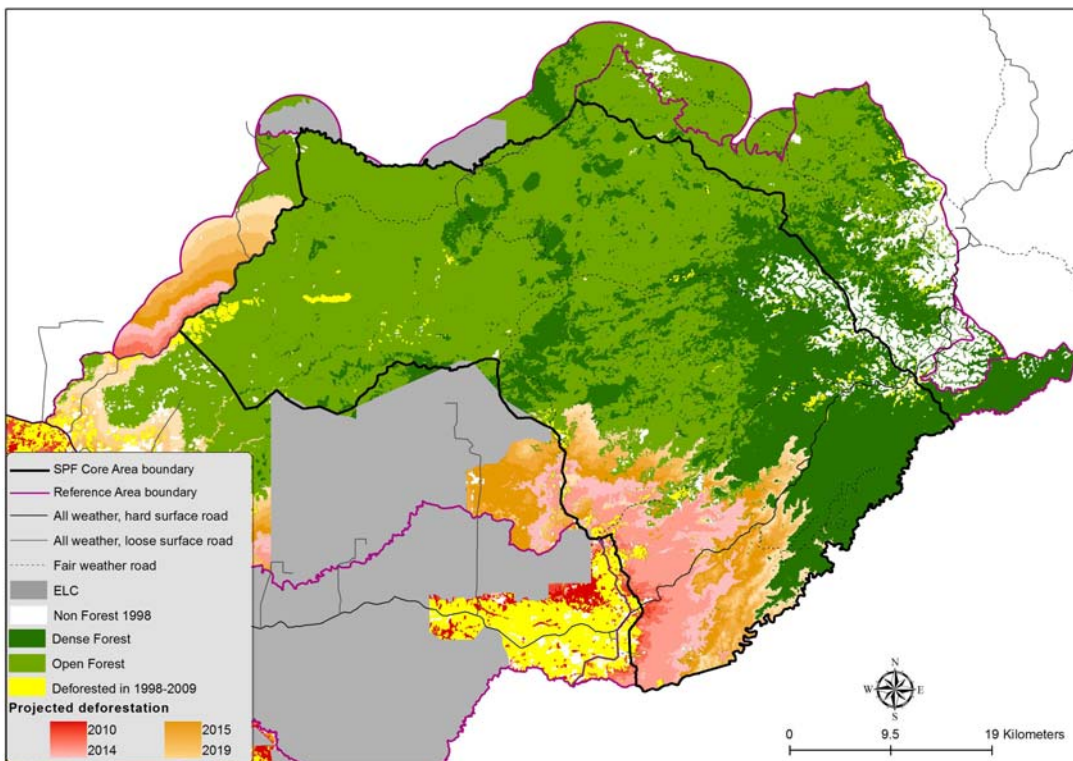 SPF Core Area boundary
Reference Area boundary
All weather, hard surface road
All weather, loose surface road
Fair weather road
ELC
Non Forest 1998
Dense Forest
Open Forest
Deforested in 1998-2009
Projected deforestation
2010 2015
2014 2019
N
W E
S
0 9.5 19 Kilometers